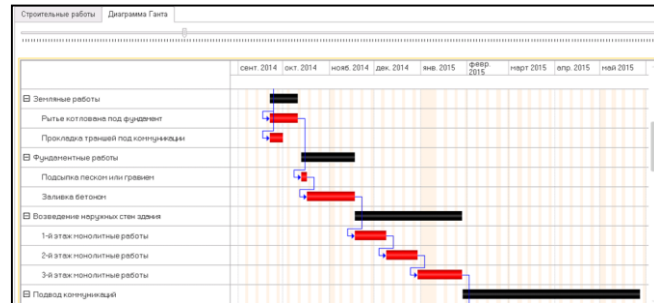 Строительные работы Диаграмма Ганта
сент. 2014 окт. 2014 нояб. 2014 дек. 2014 янв. 2015 февр. 2015 март 2015 апр. 2015 май 2015
Земляные работы
Рытье котлована под фундамент
Прокладка траншей под коммуникации
Фундаментные работы
Подсыпка песком или гравием
Заливка бетоном
Возведение наружных стен здания
1-й этаж монолитные работы
2-й этаж монолитные работы
3-й этаж монолитные работы
Подвод коммуникаций